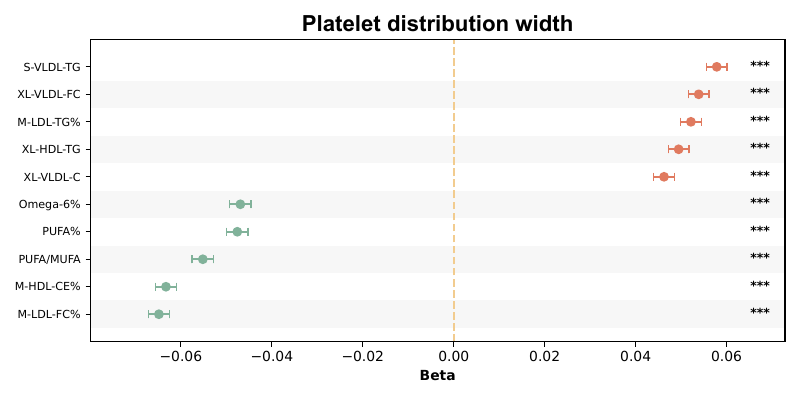 Platelet distribution width
S-VLDL-TG ***
XL-VLDL-FC ***
M-LDL-TG% ***
XL-HDL-TG ***
XL-VLDL-C ***
Omega-6% ***
PUFA% ***
PUFA/MUFA ***
M-HDL-CE% ***
M-LDL-FC% ***
−0.06 −0.04 −0.02 0.00 0.02 0.04 0.06
Beta